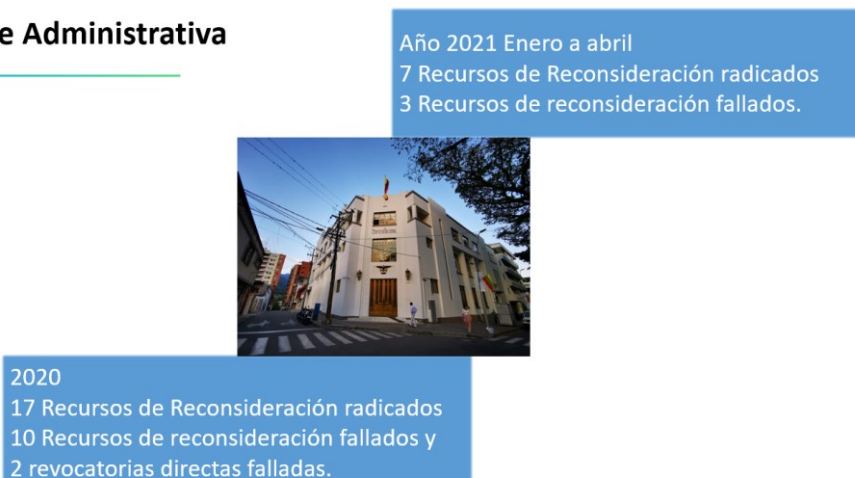 e Administrativa
Año 2021 Enero a abril
7 Recursos de Reconsideración radicados
3 Recursos de reconsideración fallados.
2020
17 Recursos de Reconsideración radicados
10 Recursos de reconsideración fallados y
2 revocatorias directas falladas.